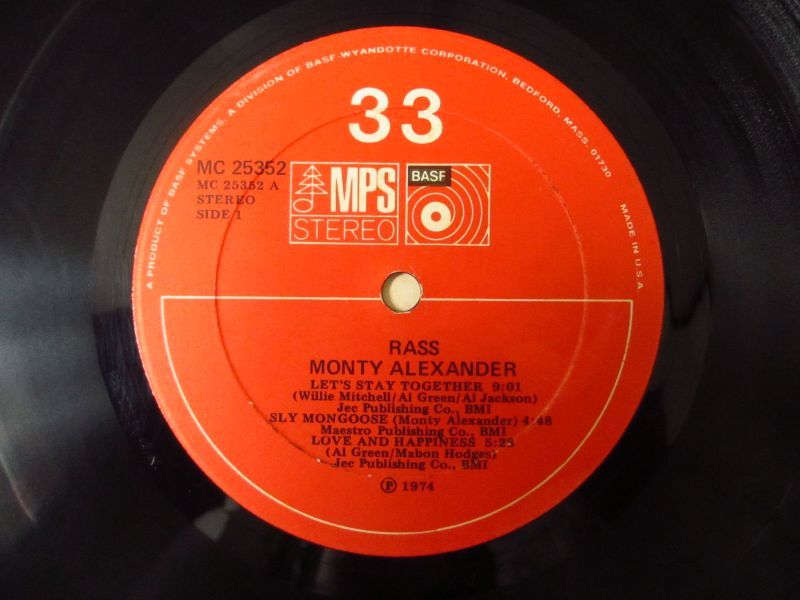 A PRODUCT OF BASF SYSTEMS, A DIVISION OF BASF WYANDOTTE CORPORATION, BEDFORD, MASS. 01730
MADE IN U.S.A.
33
MC 25352
MC 25352 A
STEREO
SIDE 1
MPS
STEREO
BASF
RASS
MONTY ALEXANDER
LET'S STAY TOGETHER 9:01
(Willie Mitchell/Al Green/Al Jackson)
Jec Publishing Co., BMI
SLY MONGOOSE (Monty Alexander) 4:48
Maestro Publishing Co., BMI
LOVE AND HAPPINESS 5:28
(Al Green/Mabon Hodges)
Jec Publishing Co., BMI
Ⓟ 1974